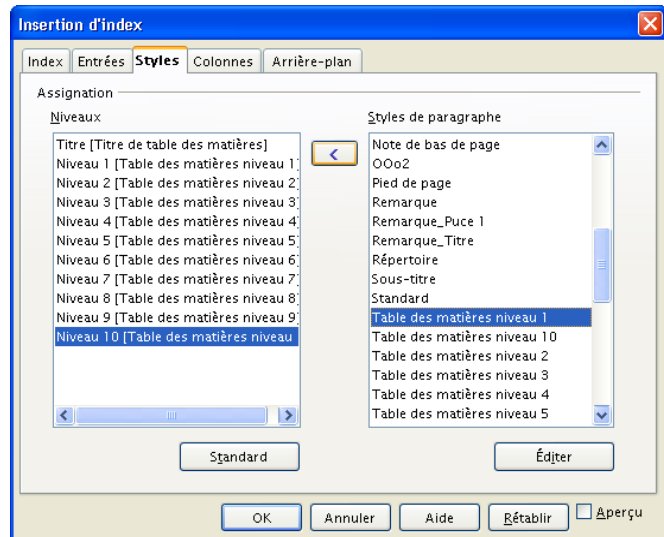 Insertion d'index
Index Entrées Styles Colonnes Arrière-plan
Assignation
Niveaux
Titre [Titre de table des matières]
Niveau 1 [Table des matières niveau 1]
Niveau 2 [Table des matières niveau 2]
Niveau 3 [Table des matières niveau 3]
Niveau 4 [Table des matières niveau 4]
Niveau 5 [Table des matières niveau 5]
Niveau 6 [Table des matières niveau 6]
Niveau 7 [Table des matières niveau 7]
Niveau 8 [Table des matières niveau 8]
Niveau 9 [Table des matières niveau 9]
Niveau 10 [Table des matières niveau
Standard
<
Styles de paragraphe
Note de bas de page
OOo2
Pied de page
Remarque
Remarque_Puce 1
Remarque_Titre
Répertoire
Sous-titre
Standard
Table des matières niveau 1
Table des matières niveau 10
Table des matières niveau 2
Table des matières niveau 3
Table des matières niveau 4
Table des matières niveau 5
Éditer
OK Annuler Aide Rétablir Aperçu